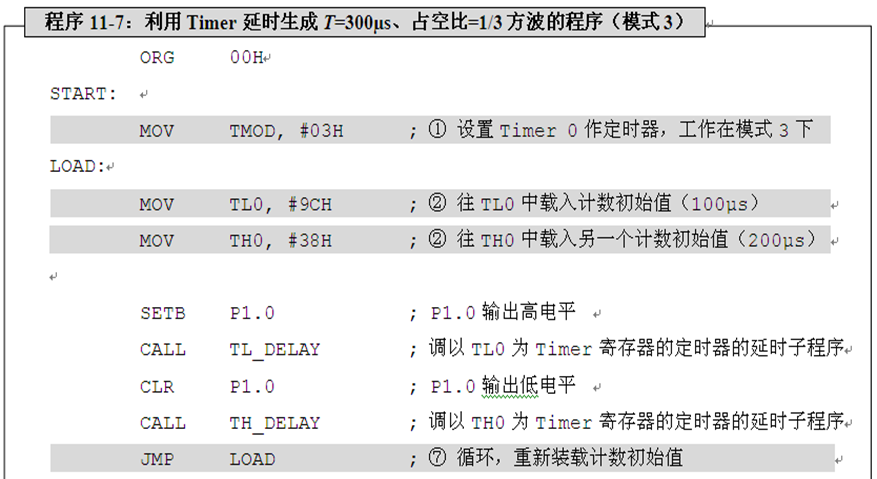 程序 11-7：利用 Timer 延时生成 T=300μs、占空比=1/3 方波的程序（模式 3）
ORG 00H
START:
MOV TMOD, #03H ; ① 设置 Timer 0 作定时器，工作在模式 3 下
LOAD:
MOV TL0, #9CH ; ② 往 TL0 中载入计数初始值（100μs）
MOV TH0, #38H ; ② 往 TH0 中载入另一个计数初始值（200μs）
SETB P1.0 ; P1.0 输出高电平
CALL TL_DELAY ; 调以 TL0 为 Timer 寄存器的定时器的延时子程序
CLR P1.0 ; P1.0 输出低电平
CALL TH_DELAY ; 调以 TH0 为 Timer 寄存器的定时器的延时子程序
JMP LOAD ; ⑦ 循环，重新装载计数初始值